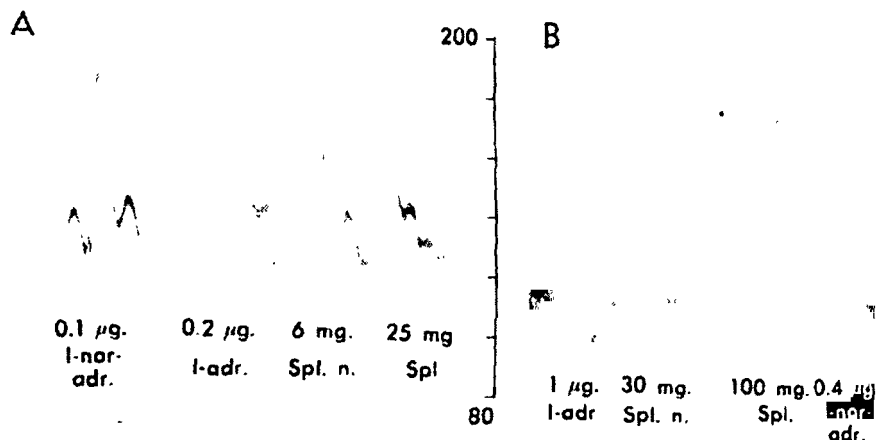 A
200
B
0.1 μg.
l-nor-
adr.
0.2 μg.
l-adr.
6 mg.
Spl. n.
25 mg
Spl
1 μg.
l-adr
30 mg.
Spl. n.
100 mg.
Spl.
0.4 μg
l-nor-
adr.
80